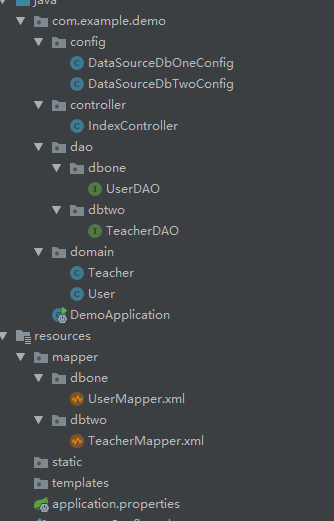 java
com.example.demo
config
DataSourceDbOneConfig
DataSourceDbTwoConfig
controller
IndexController
dao
dbone
UserDAO
dbtwo
TeacherDAO
domain
Teacher
User
DemoApplication
resources
mapper
dbone
UserMapper.xml
dbtwo
TeacherMapper.xml
static
templates
application.properties